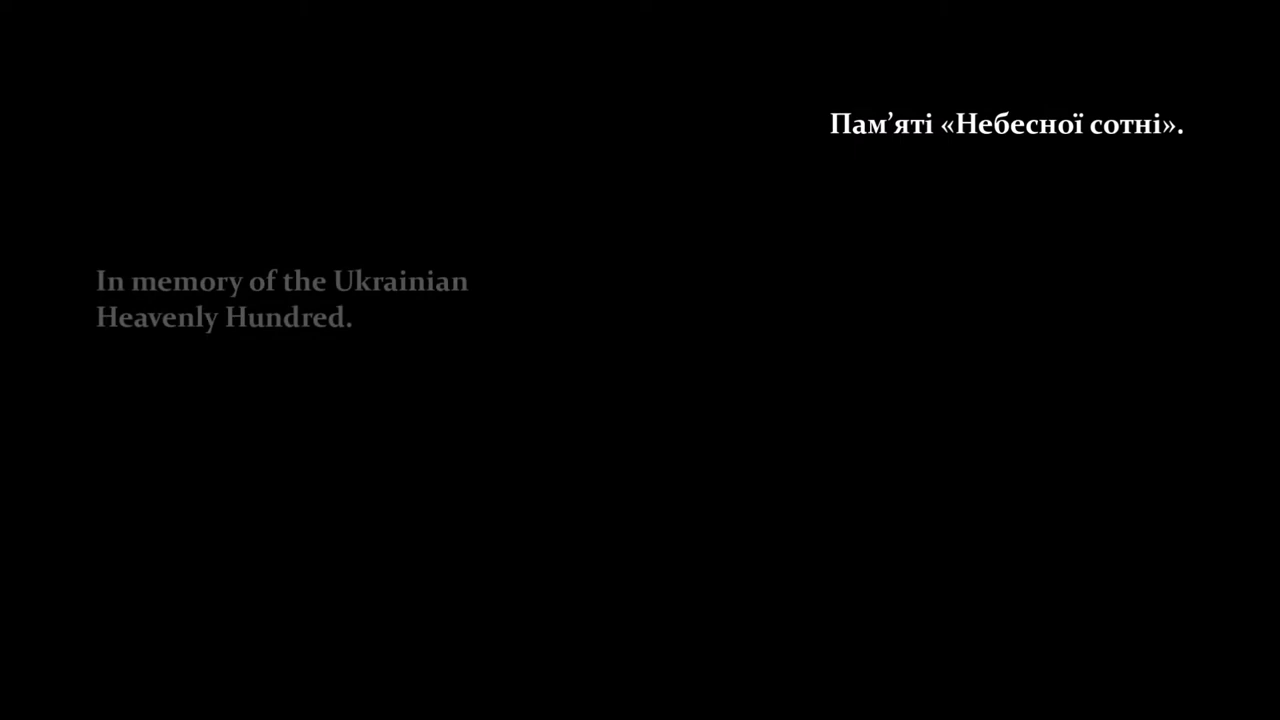 Пам’яті «Небесної сотні».
In memory of the Ukrainian
Heavenly Hundred.